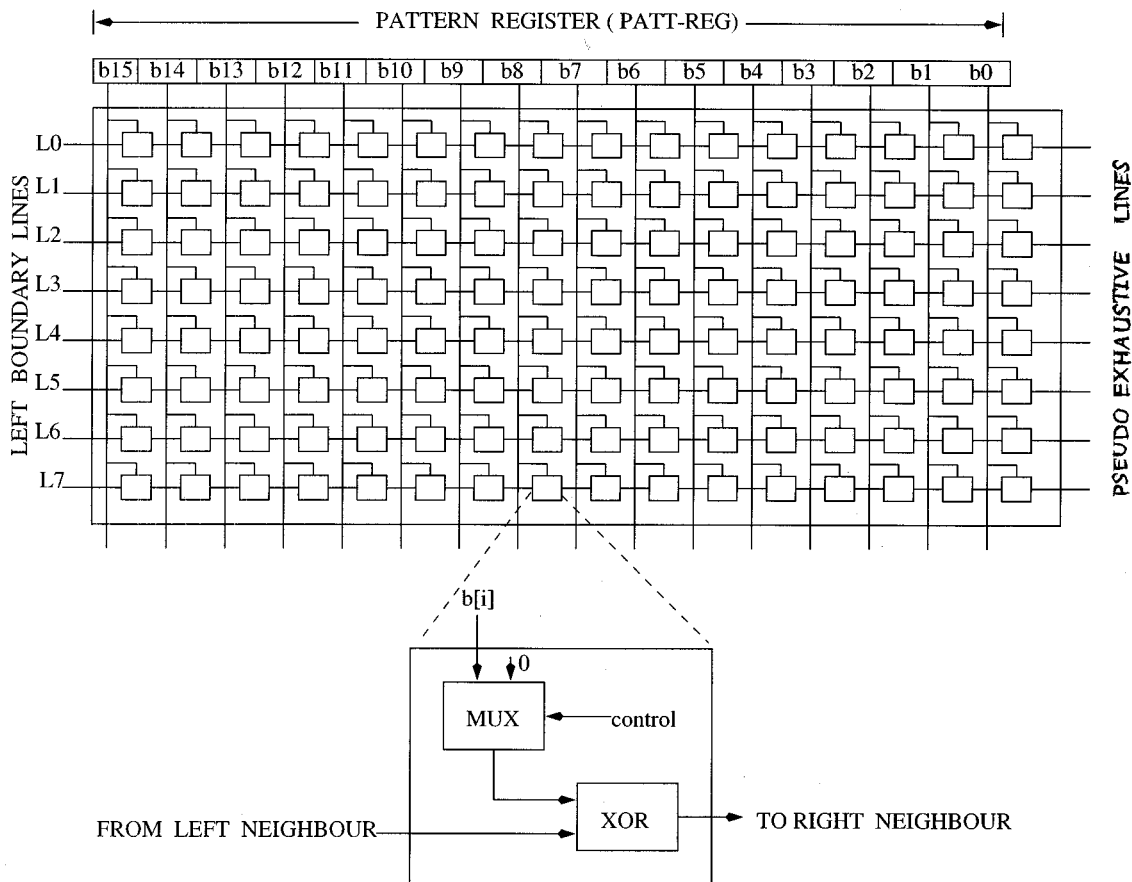 PATTERN REGISTER ( PATT-REG)
b15 b14 b13 b12 b11 b10 b9 b8 b7 b6 b5 b4 b3 b2 b1 b0
LEFT BOUNDARY LINES
L0
L1
L2
L3
L4
L5
L6
L7
PSEUDO EXHAUSTIVE LINES
b[i]
0
MUX
control
XOR
FROM LEFT NEIGHBOUR
TO RIGHT NEIGHBOUR